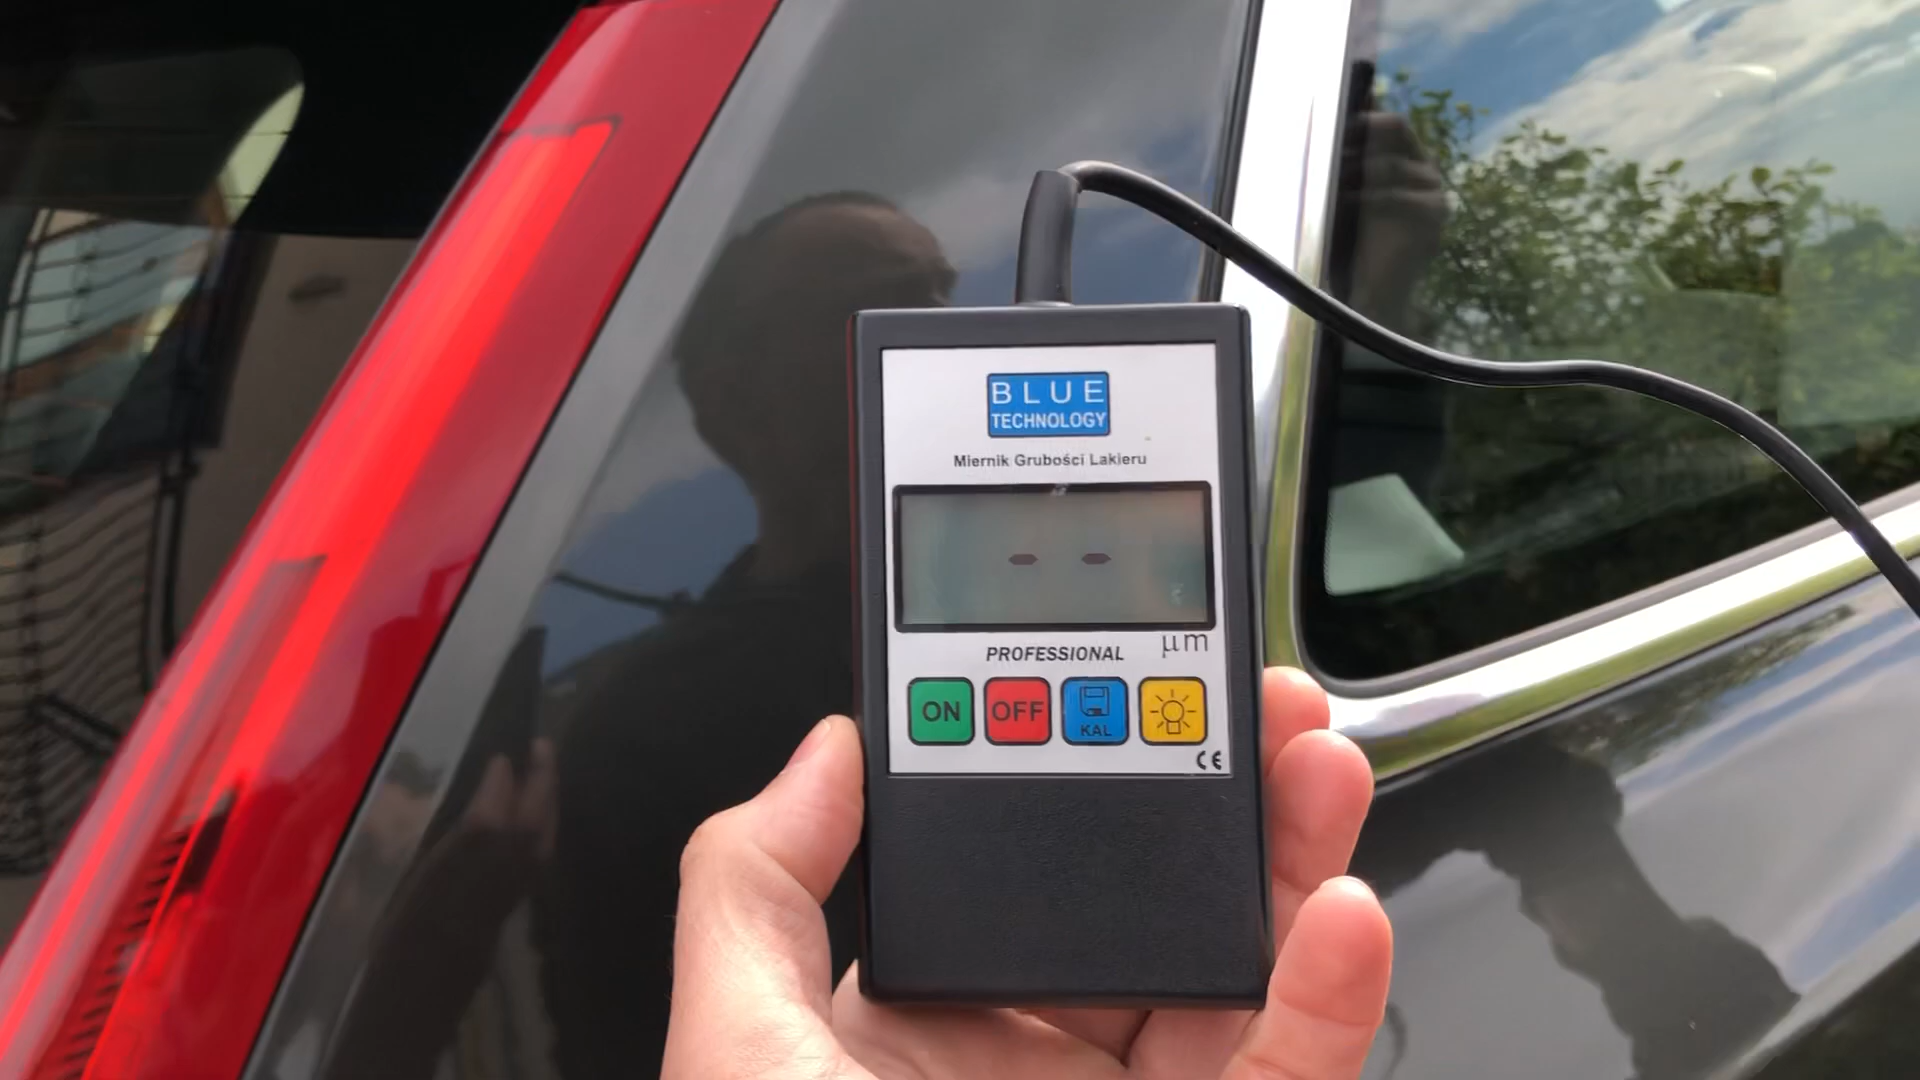 BLUE
TECHNOLOGY
Miernik Grubości Lakieru
- -
µm
PROFESSIONAL
ON OFF KAL
CE